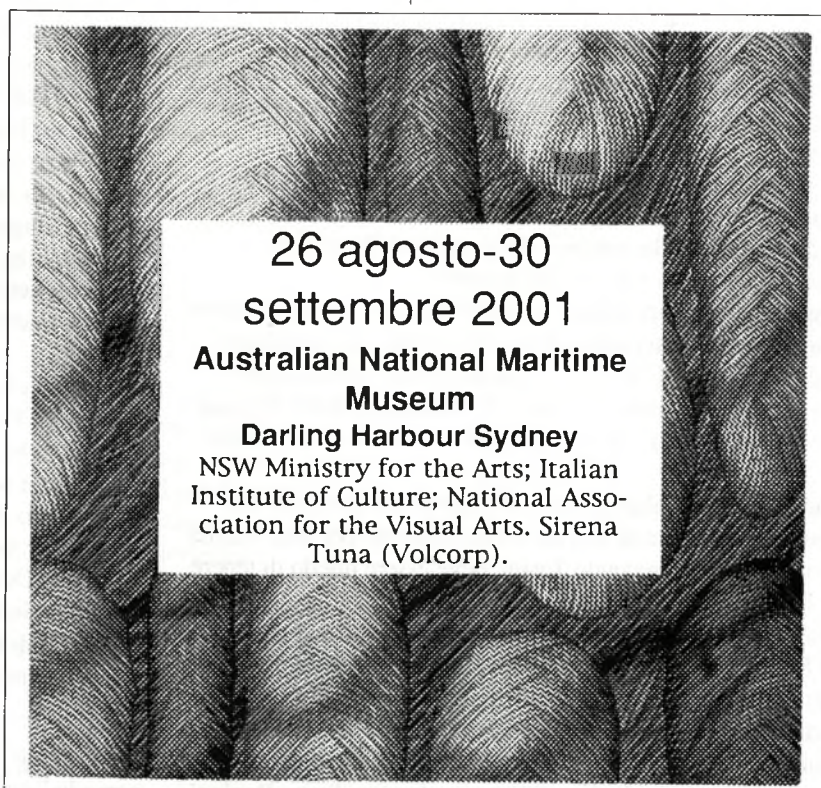 26 agosto-30
settembre 2001
Australian National Maritime
Museum
Darling Harbour Sydney
NSW Ministry for the Arts; Italian
Institute of Culture; National Asso-
ciation for the Visual Arts. Sirena
Tuna (Volcorp).